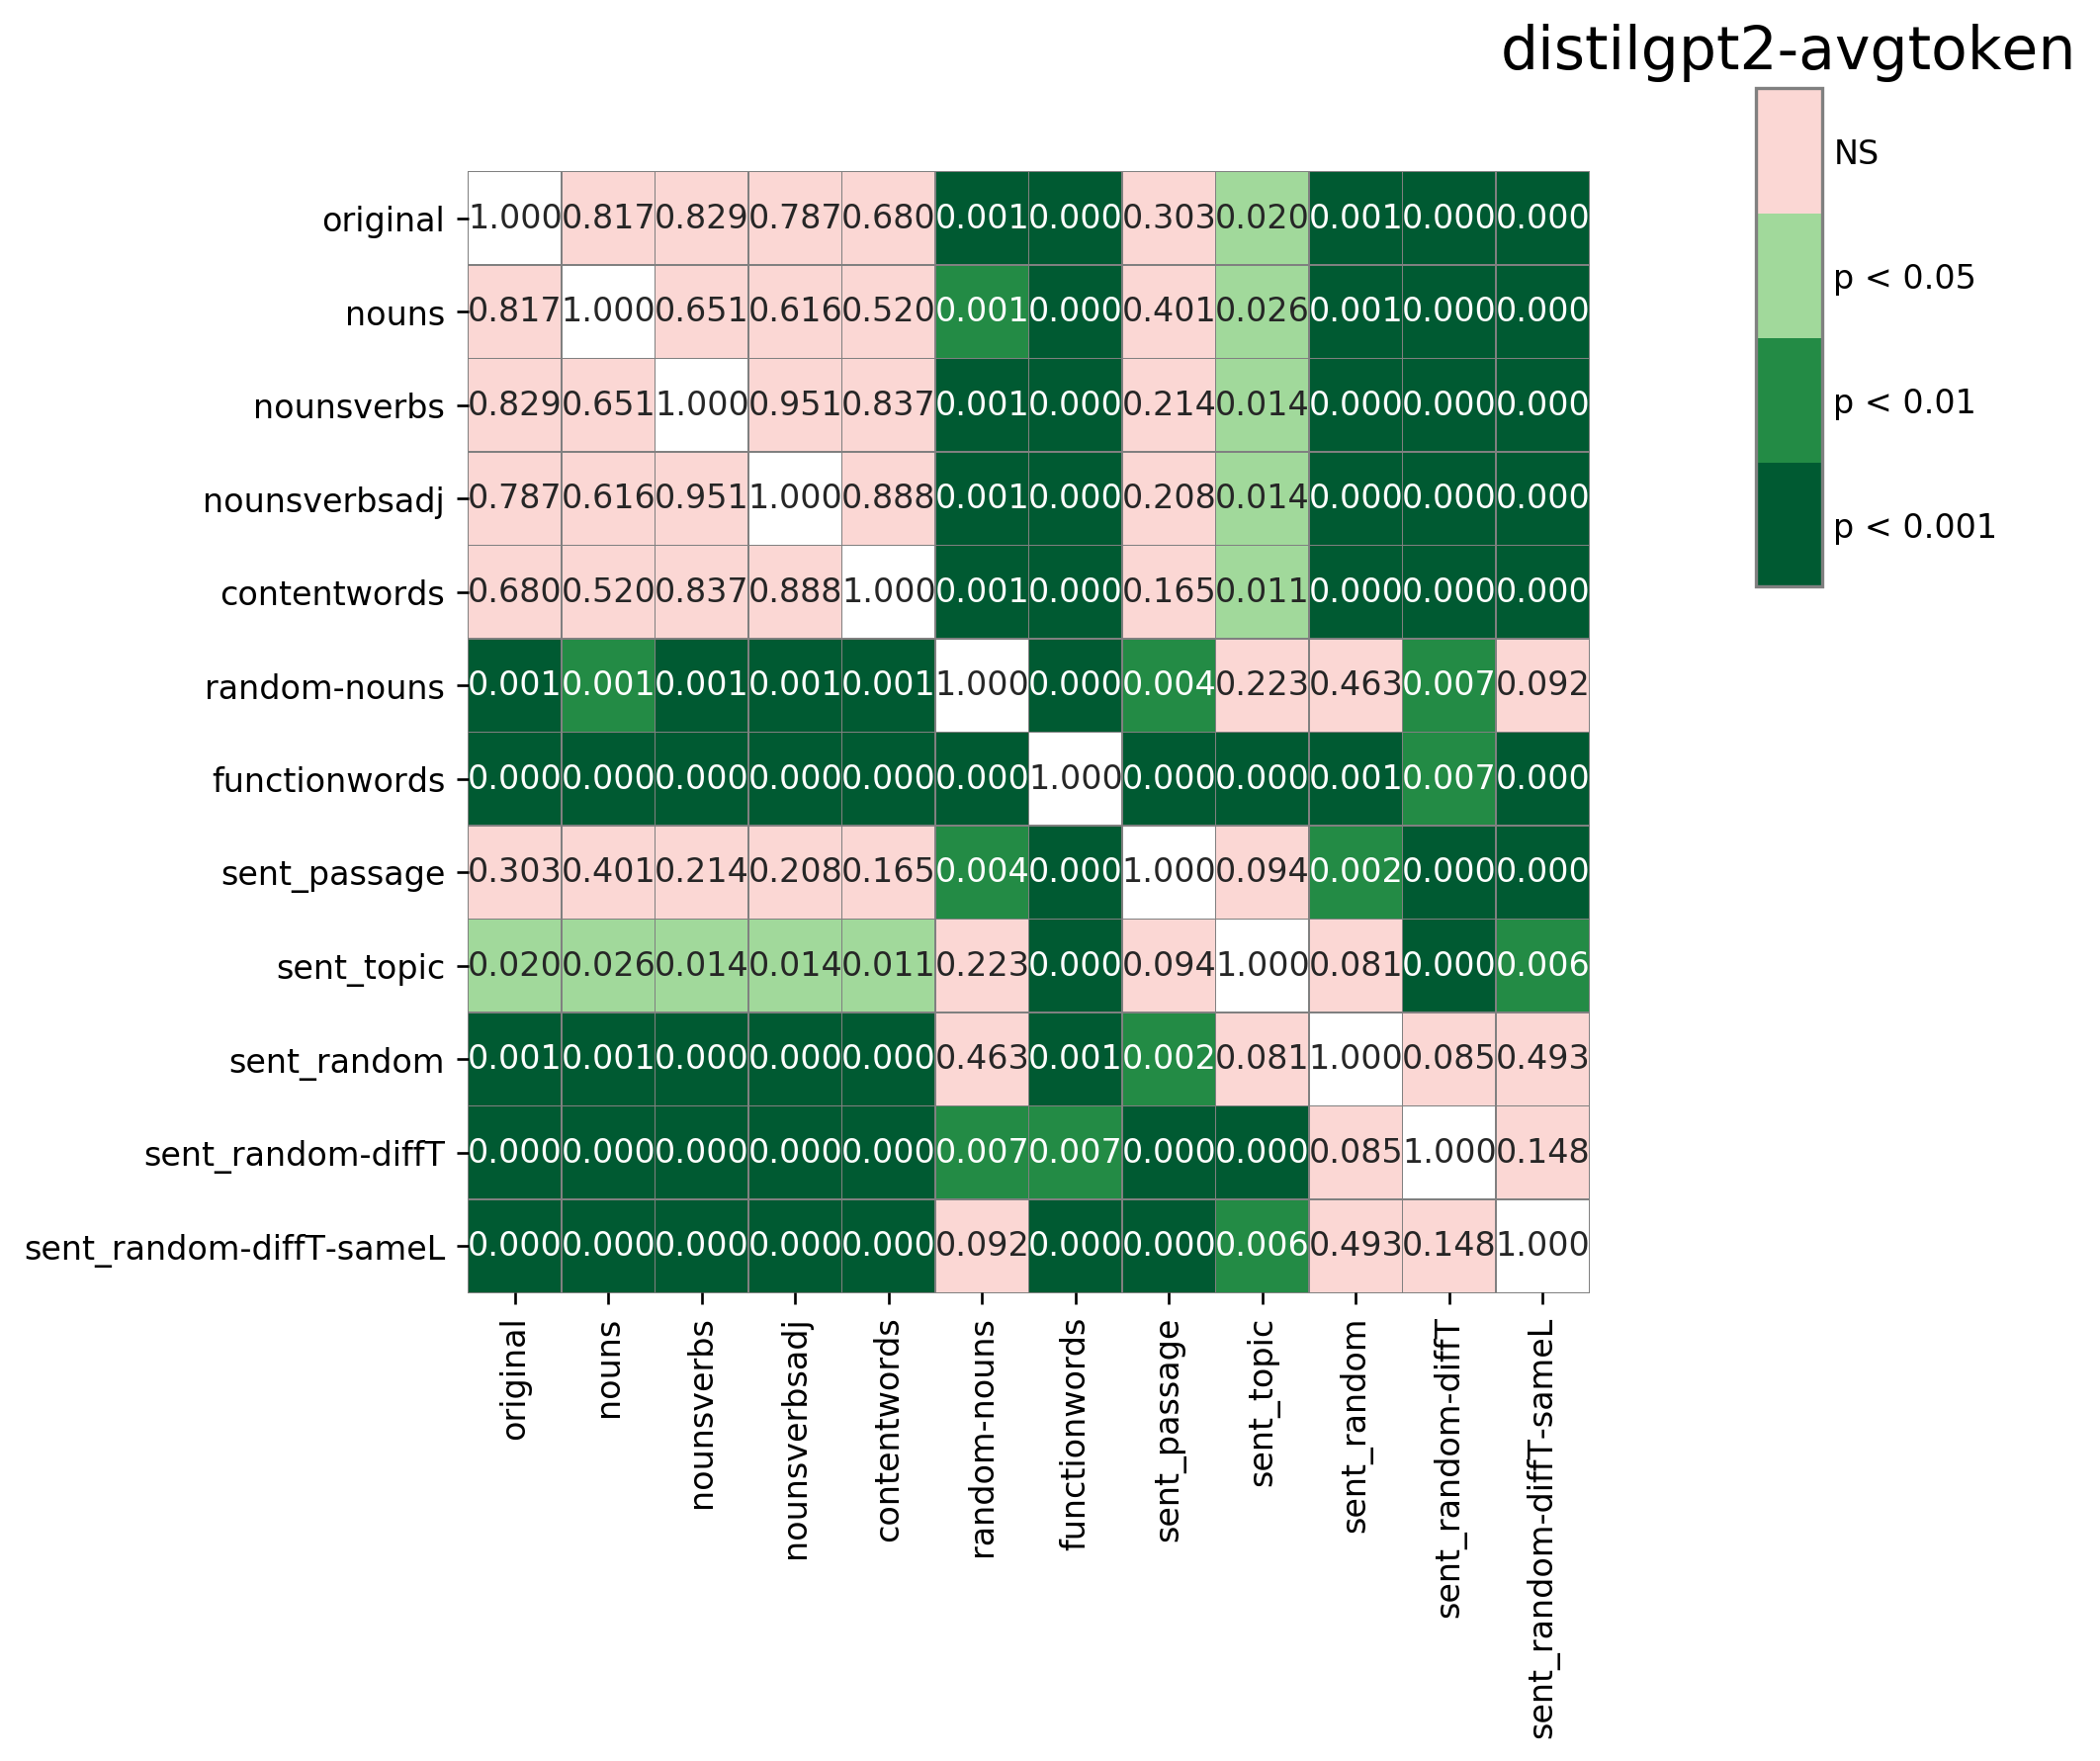 distilgpt2-avgtoken
NS
p < 0.05
p < 0.01
p < 0.001
original 1.000 0.817 0.829 0.787 0.680 0.001 0.000 0.303 0.020 0.001 0.000 0.000
nouns 0.817 1.000 0.651 0.616 0.520 0.001 0.000 0.401 0.026 0.001 0.000 0.000
nounsverbs 0.829 0.651 1.000 0.951 0.837 0.001 0.000 0.214 0.014 0.000 0.000 0.000
nounsverbsadj 0.787 0.616 0.951 1.000 0.888 0.001 0.000 0.208 0.014 0.000 0.000 0.000
contentwords 0.680 0.520 0.837 0.888 1.000 0.001 0.000 0.165 0.011 0.000 0.000 0.000
random-nouns 0.001 0.001 0.001 0.001 0.001 1.000 0.000 0.004 0.223 0.463 0.007 0.092
functionwords 0.000 0.000 0.000 0.000 0.000 0.000 1.000 0.000 0.000 0.001 0.007 0.000
sent_passage 0.303 0.401 0.214 0.208 0.165 0.004 0.000 1.000 0.094 0.002 0.000 0.000
sent_topic 0.020 0.026 0.014 0.014 0.011 0.223 0.000 0.094 1.000 0.081 0.000 0.006
sent_random 0.001 0.001 0.000 0.000 0.000 0.463 0.001 0.002 0.081 1.000 0.085 0.493
sent_random-diffT 0.000 0.000 0.000 0.000 0.000 0.007 0.007 0.000 0.000 0.085 1.000 0.148
sent_random-diffT-sameL 0.000 0.000 0.000 0.000 0.000 0.092 0.000 0.000 0.006 0.493 0.148 1.000
original
nouns
nounsverbs
nounsverbsadj
contentwords
random-nouns
functionwords
sent_passage
sent_topic
sent_random
sent_random-diffT
sent_random-diffT-sameL